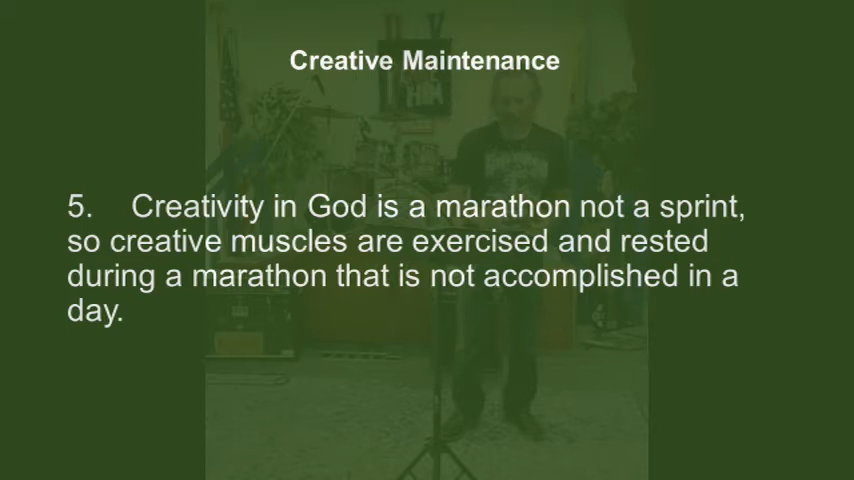 Creative Maintenance
5. Creativity in God is a marathon not a sprint,
so creative muscles are exercised and rested
during a marathon that is not accomplished in a
day.